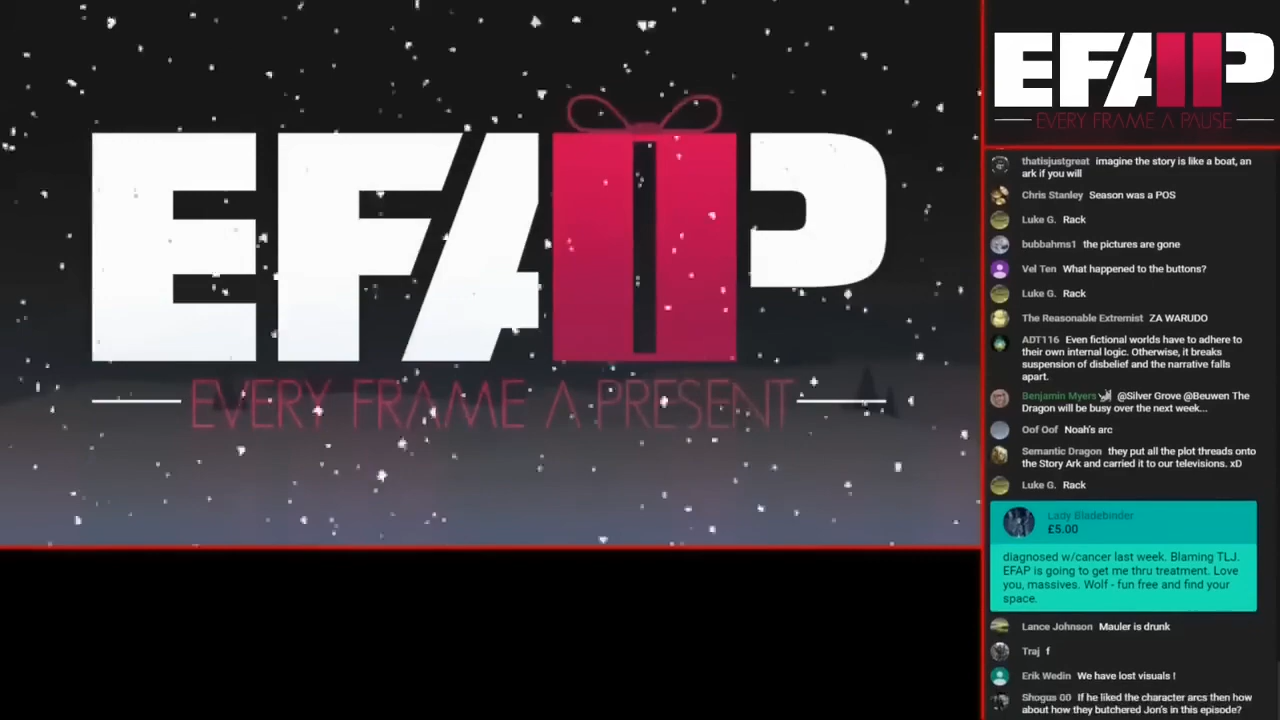 EFAP
EVERY FRAME A PRESENT
EFAP
EVERY FRAME A PAUSE
thatisjustgreat imagine the story is like a boat, an
ark if you will
Chris Stanley Season was a POS
Luke G. Rack
bubbahms1 the pictures are gone
Vel Ten What happened to the buttons?
Luke G. Rack
The Reasonable Extremist ZA WARUDO
ADT116 Even fictional worlds have to adhere to
their own internal logic. Otherwise, it breaks
suspension of disbelief and the narrative falls
apart.
Benjamin Myers @Silver Grove @Beuwen The
Dragon will be busy over the next week...
Oof Oof Noah's arc
Semantic Dragon they put all the plot threads onto
the Story Ark and carried it to our televisions. xD
Luke G. Rack
Lady Bladebinder
£5.00
diagnosed w/cancer last week. Blaming TLJ.
EFAP is going to get me thru treatment. Love
you, massives. Wolf - fun free and find your
space.
Lance Johnson Mauler is drunk
Traj f
Erik Wedin We have lost visuals !
Shogus 00 If he liked the character arcs then how
about how they butchered Jon's in this episode?